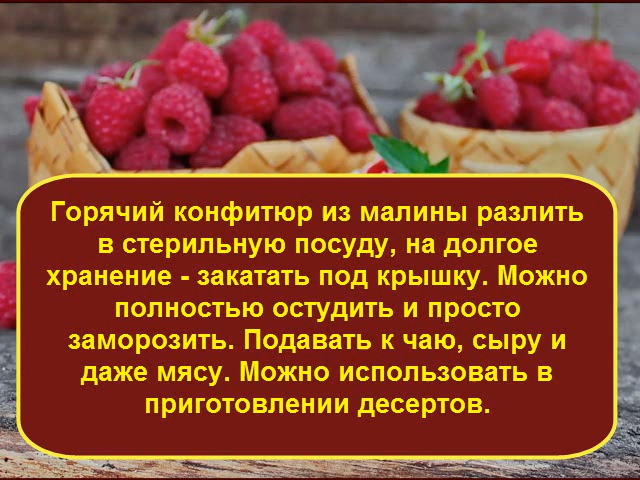 Горячий конфитюр из малины разлить
в стерильную посуду, на долгое
хранение - закатать под крышку. Можно
полностью остудить и просто
заморозить. Подавать к чаю, сыру и
даже мясу. Можно использовать в
приготовлении десертов.